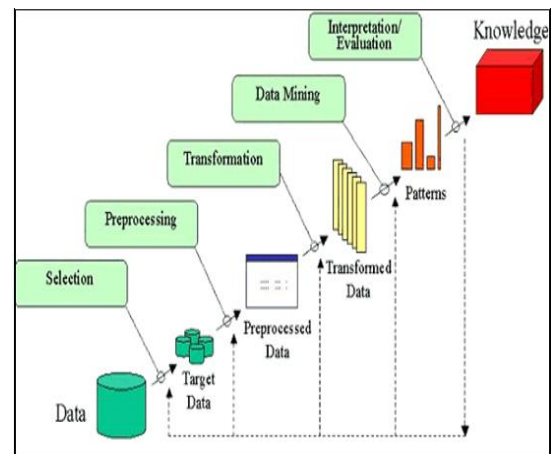 Interpretation/
Evaluation
Knowledge
Data Mining
Patterns
Transformation
Transformed
Data
Preprocessing
Preprocessed
Data
Selection
Target
Data
Data